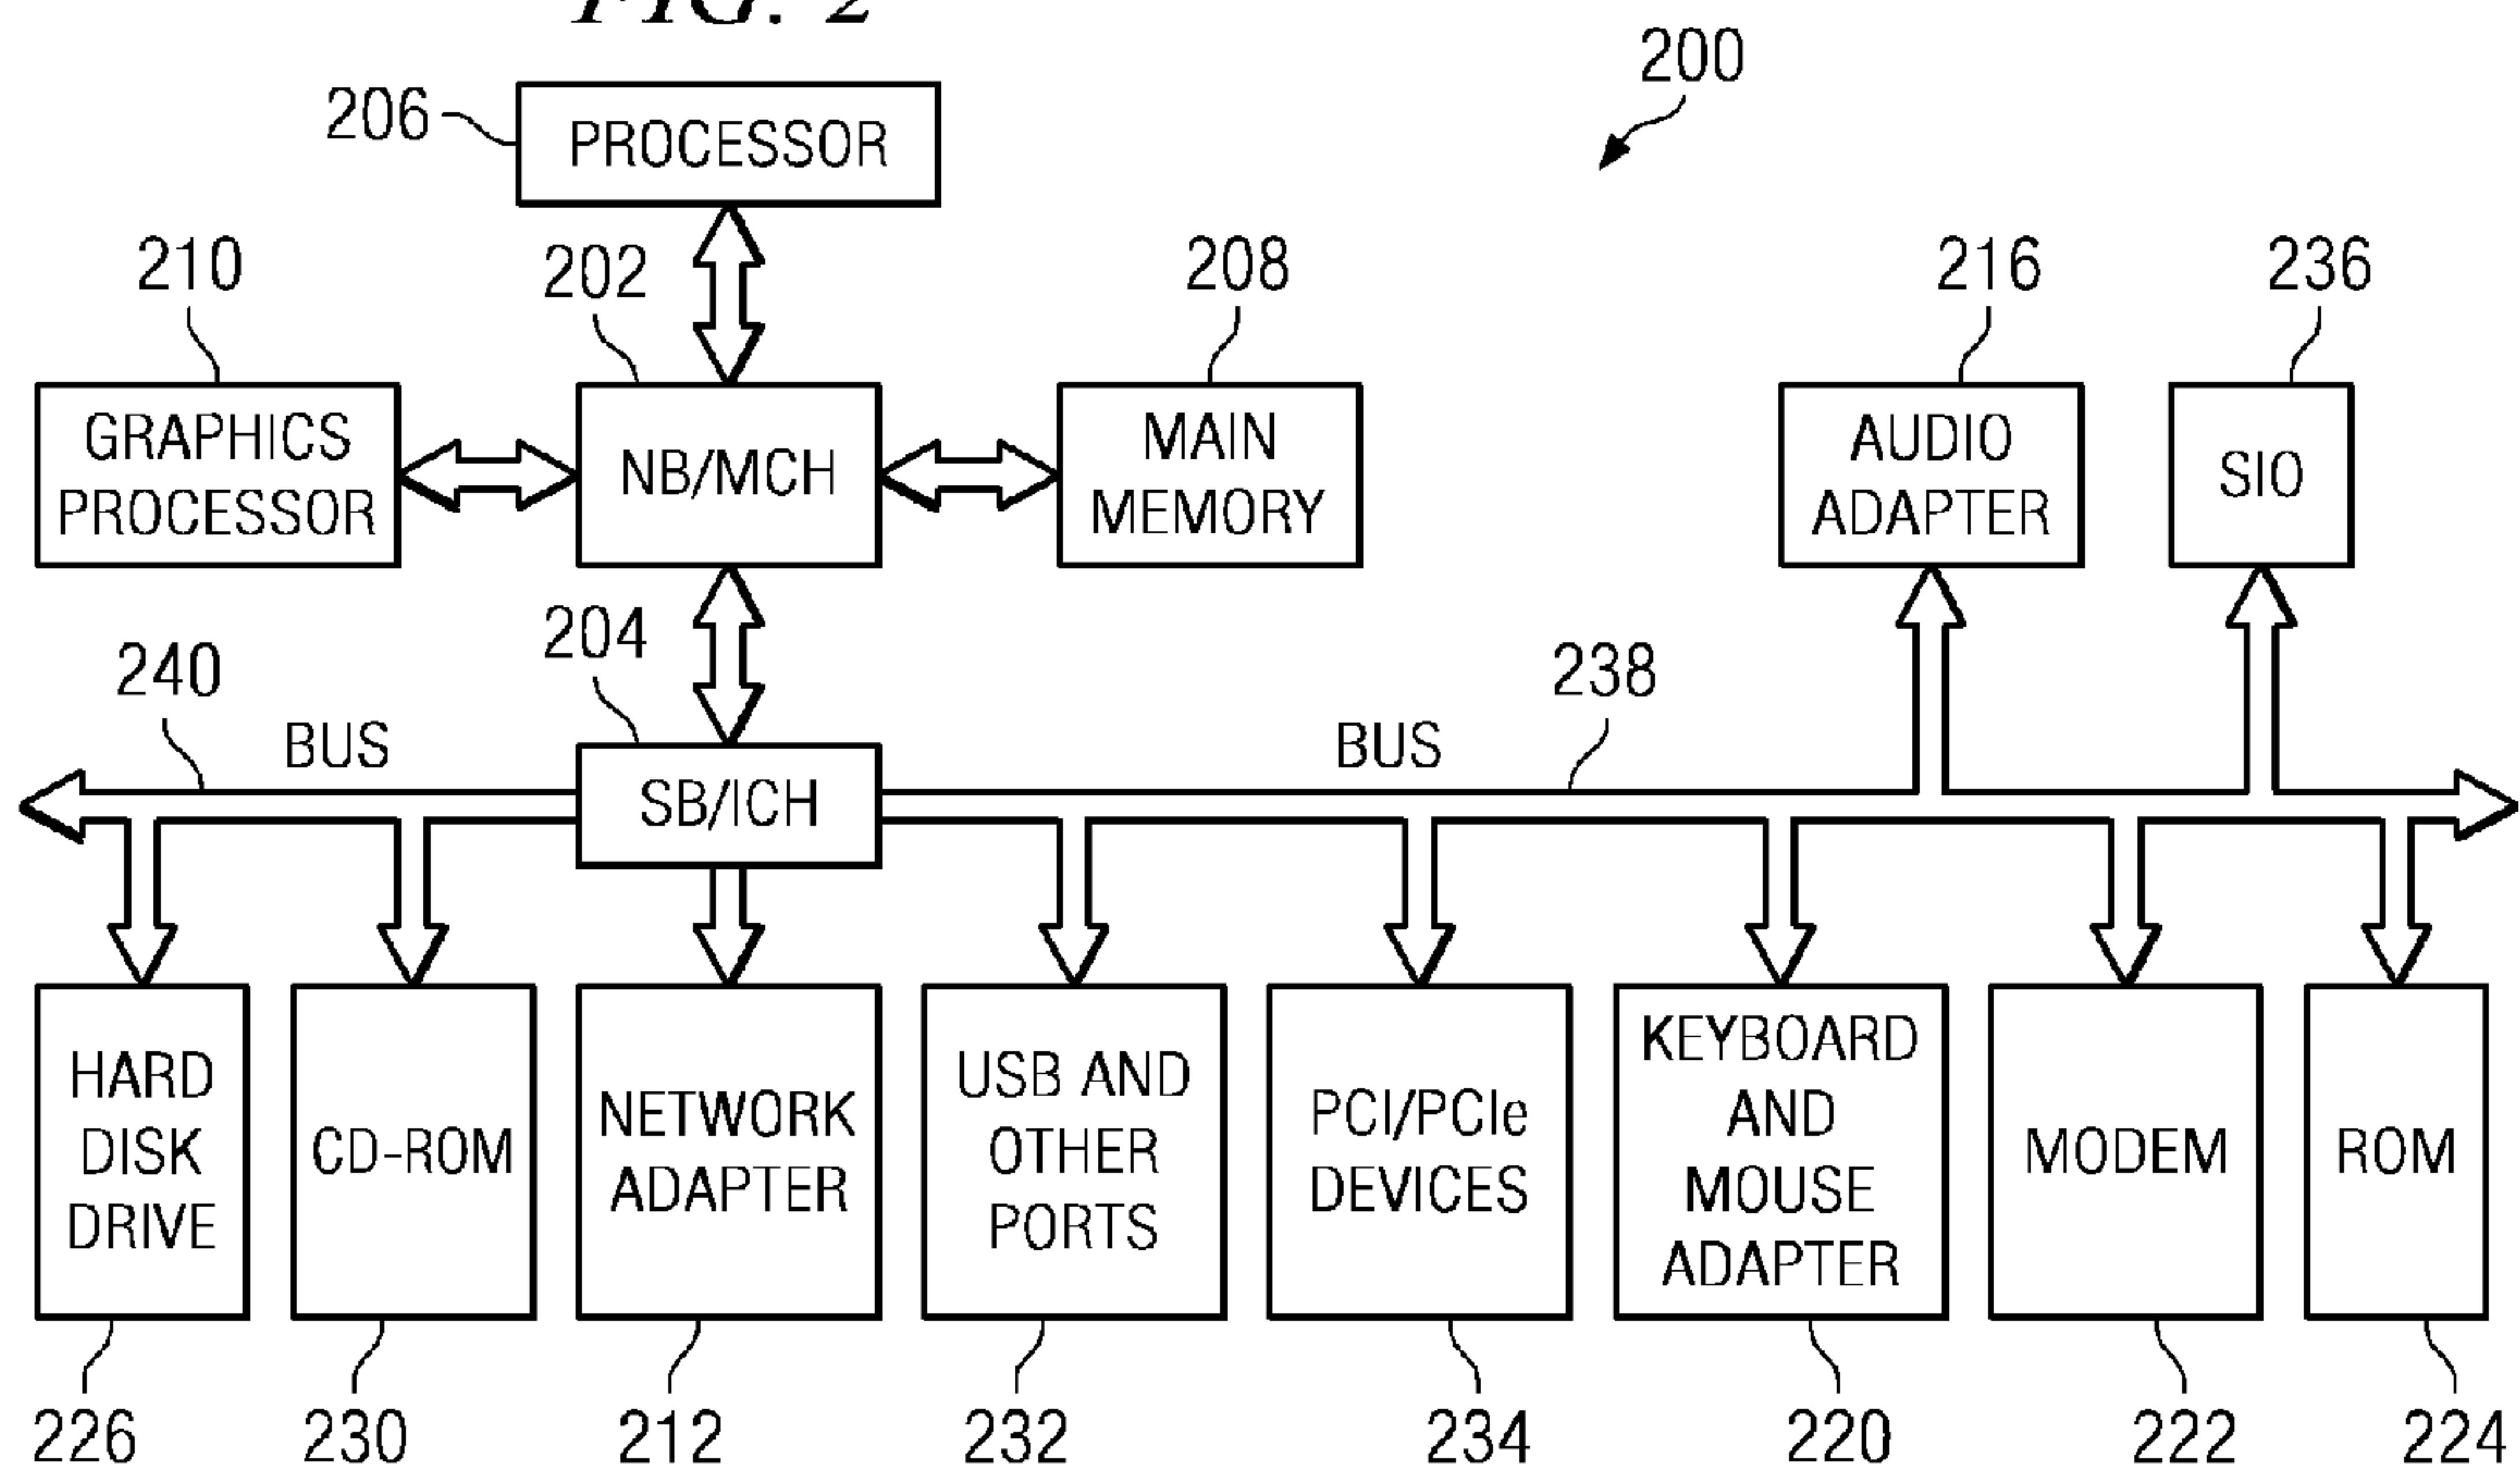 FIG. 2
200
206
PROCESSOR
210
202
208
216
236
GRAPHICS
PROCESSOR
NB/MCH
MAIN
MEMORY
AUDIO
ADAPTER
SIO
204
240
BUS
238
BUS
SB/ICH
HARD
DISK
DRIVE
CD-ROM
NETWORK
ADAPTER
USB AND
OTHER
PORTS
PCI/PCIe
DEVICES
KEYBOARD
AND
MOUSE
ADAPTER
MODEM
ROM
226
230
212
232
234
220
222
224